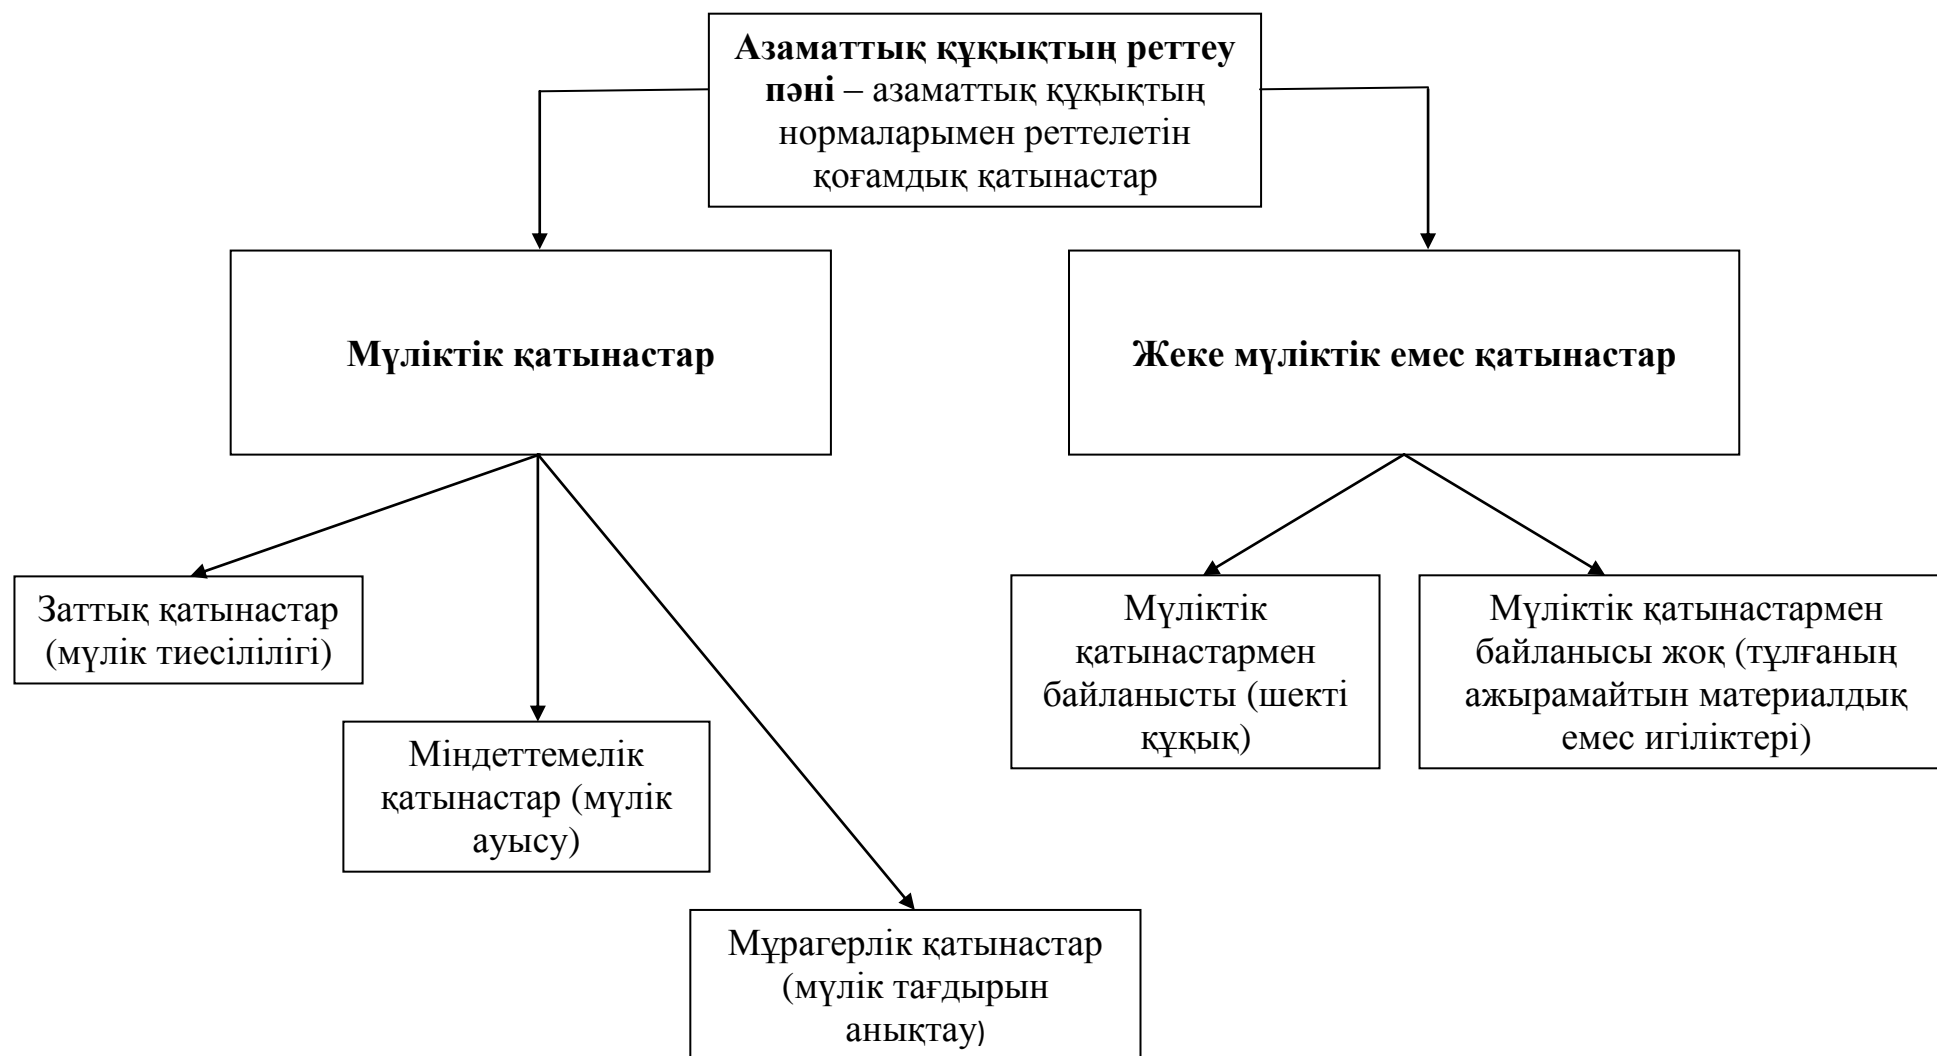 Азаматтық құқықтың реттеу
пәні – азаматтық құқықтың
нормаларымен реттелетін
қоғамдық қатынастар
Мүліктік қатынастар
Жеке мүліктік емес қатынастар
Заттық қатынастар
(мүлік тиесілілігі)
Міндеттемелік
қатынастар (мүлік
ауысу)
Мұрагерлік қатынастар
(мүлік тағдырын
анықтау)
Мүліктік
қатынастармен
байланысты (шекті
құқық)
Мүліктік қатынастармен
байланысы жоқ (тұлғаның
ажырамайтын материалдық
емес игіліктері)